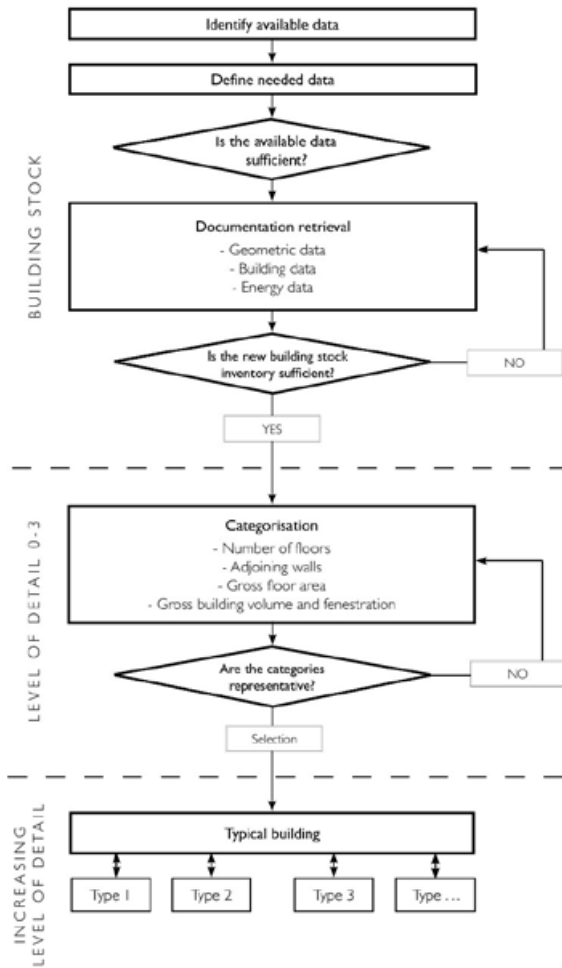 Identify available data
Define needed data
Is the available data
sufficient?
BUILDING STOCK
Documentation retrieval
- Geometric data
- Building data
- Energy data
Is the new building stock
inventory sufficient?
NO
YES
LEVEL OF DETAIL 0-3
Categorisation
- Number of floors
- Adjoining walls
- Gross floor area
- Gross building volume and fenestration
Are the categories
representative?
NO
Selection
INCREASING
LEVEL OF DETAIL
Typical building
Type 1
Type 2
Type 3
Type ...